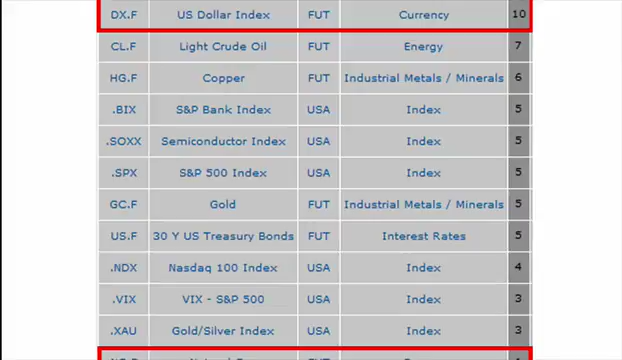 DX.F US Dollar Index FUT Currency 10
CL.F Light Crude Oil FUT Energy 7
HG.F Copper FUT Industrial Metals / Minerals 6
.BIX S&P Bank Index USA Index 5
.SOXX Semiconductor Index USA Index 5
.SPX S&P 500 Index USA Index 5
GC.F Gold FUT Industrial Metals / Minerals 5
US.F 30 Y US Treasury Bonds FUT Interest Rates 5
.NDX Nasdaq 100 Index USA Index 4
.VIX VIX - S&P 500 USA Index 3
.XAU Gold/Silver Index USA Index 3